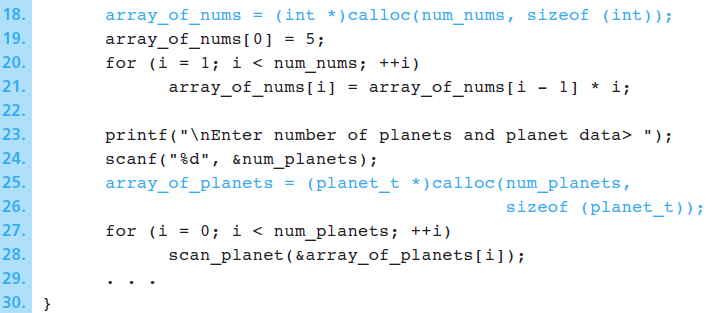 18. array_of_nums = (int *)calloc(num_nums, sizeof (int));
19. array_of_nums[0] = 5;
20. for (i = 1; i < num_nums; ++i)
21. array_of_nums[i] = array_of_nums[i - 1] * i;
22.
23. printf("\nEnter number of planets and planet data> ");
24. scanf("%d", &num_planets);
25. array_of_planets = (planet_t *)calloc(num_planets,
26. sizeof (planet_t));
27. for (i = 0; i < num_planets; ++i)
28. scan_planet(&array_of_planets[i]);
29. . . .
30. }